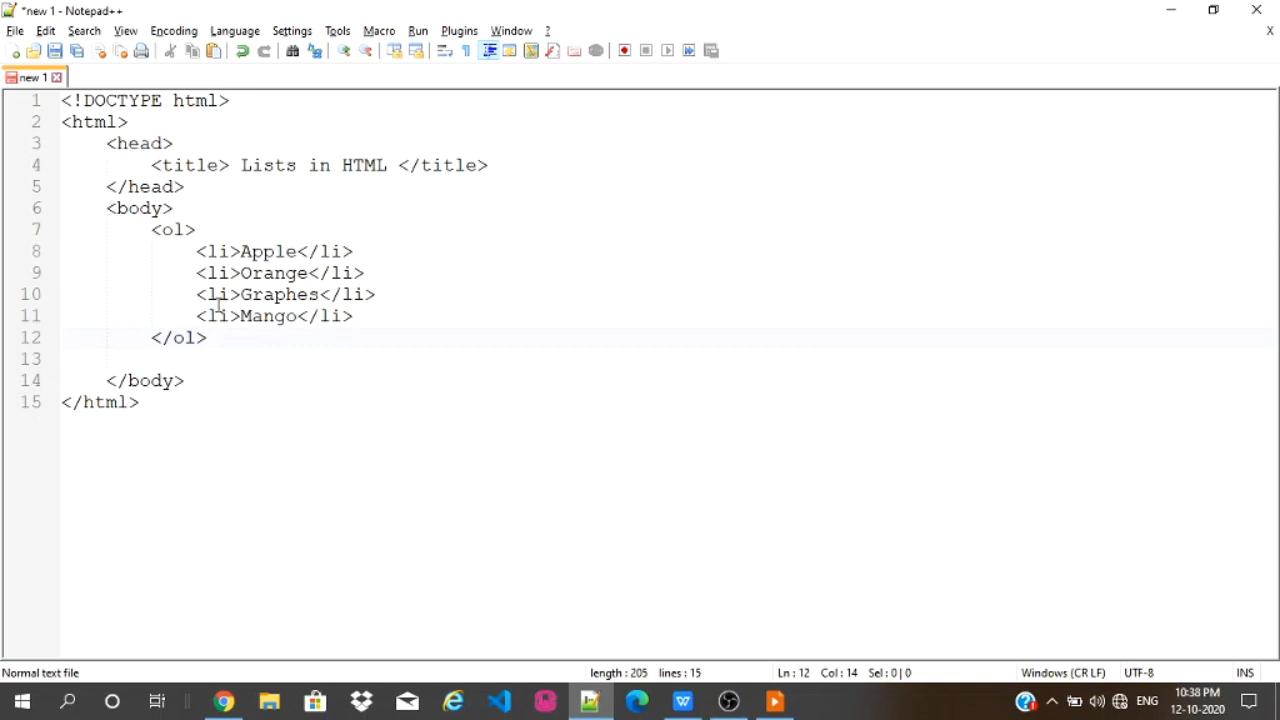 *new 1 - Notepad++
File Edit Search View Encoding Language Settings Tools Macro Run Plugins Window ? X
new 1
1 <!DOCTYPE html>
2 <html>
3 <head>
4 <title> Lists in HTML </title>
5 </head>
6 <body>
7 <ol>
8 <li>Apple</li>
9 <li>Orange</li>
10 <li>Graphes</li>
11 <li>Mango</li>
12 </ol>
13
14 </body>
15 </html>
Normal text file length : 205 lines : 15 Ln : 12 Col : 14 Sel : 0 | 0 Windows (CR LF) UTF-8 INS
ENG 10:38 PM
12-10-2020